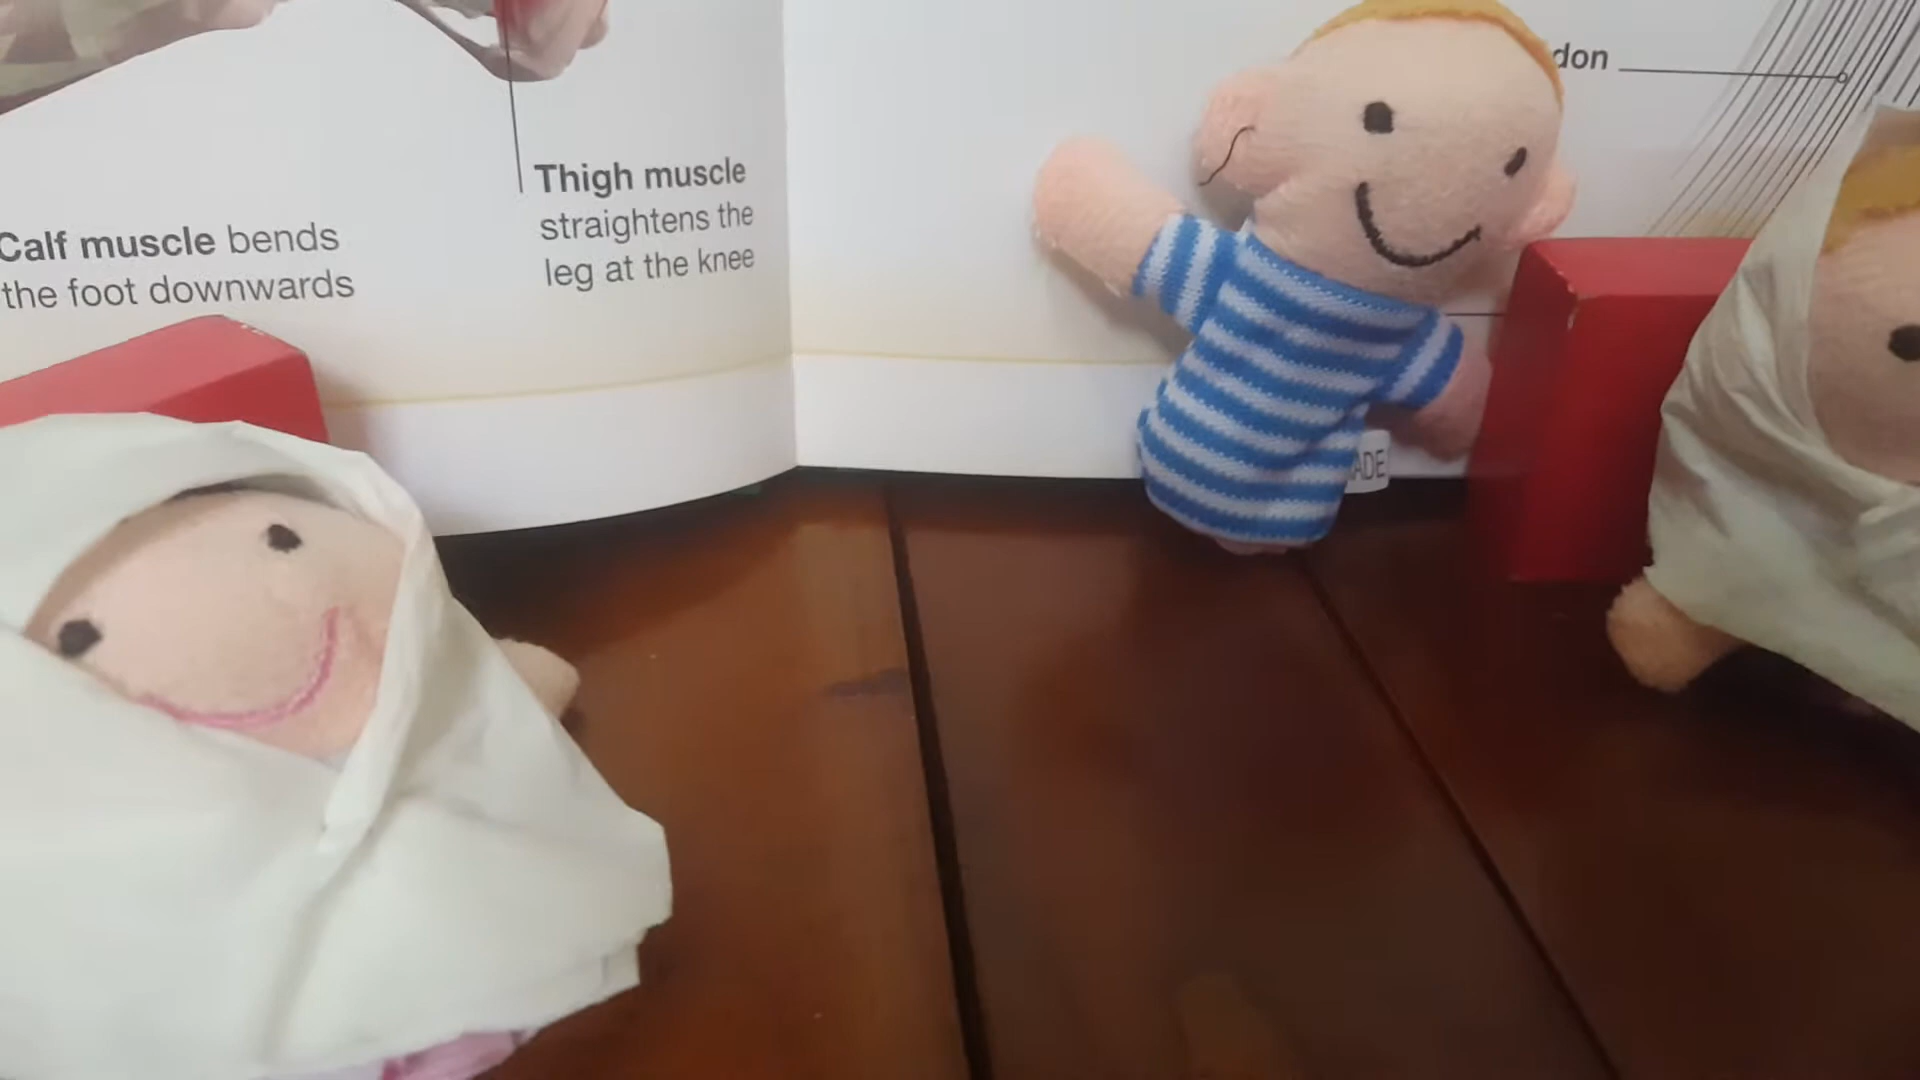 Calf muscle bends
the foot downwards
Thigh muscle
straightens the
leg at the knee